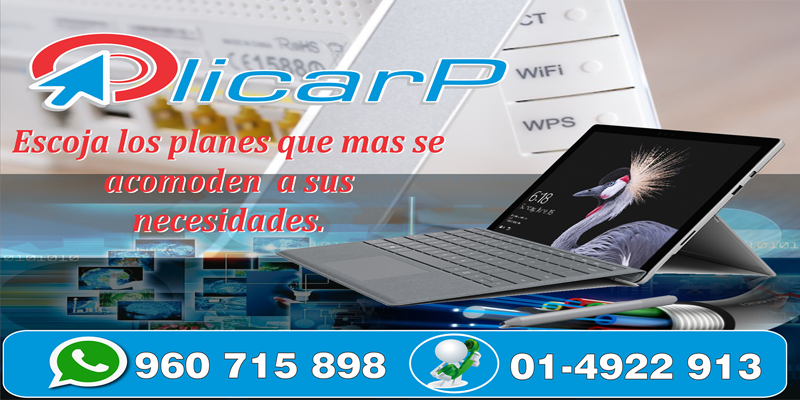 PlicarP
CT
WiFi
WPS
Escoja los planes que mas se
acomoden a sus
necesidades.
6:18
960 715 898
01-4922 913